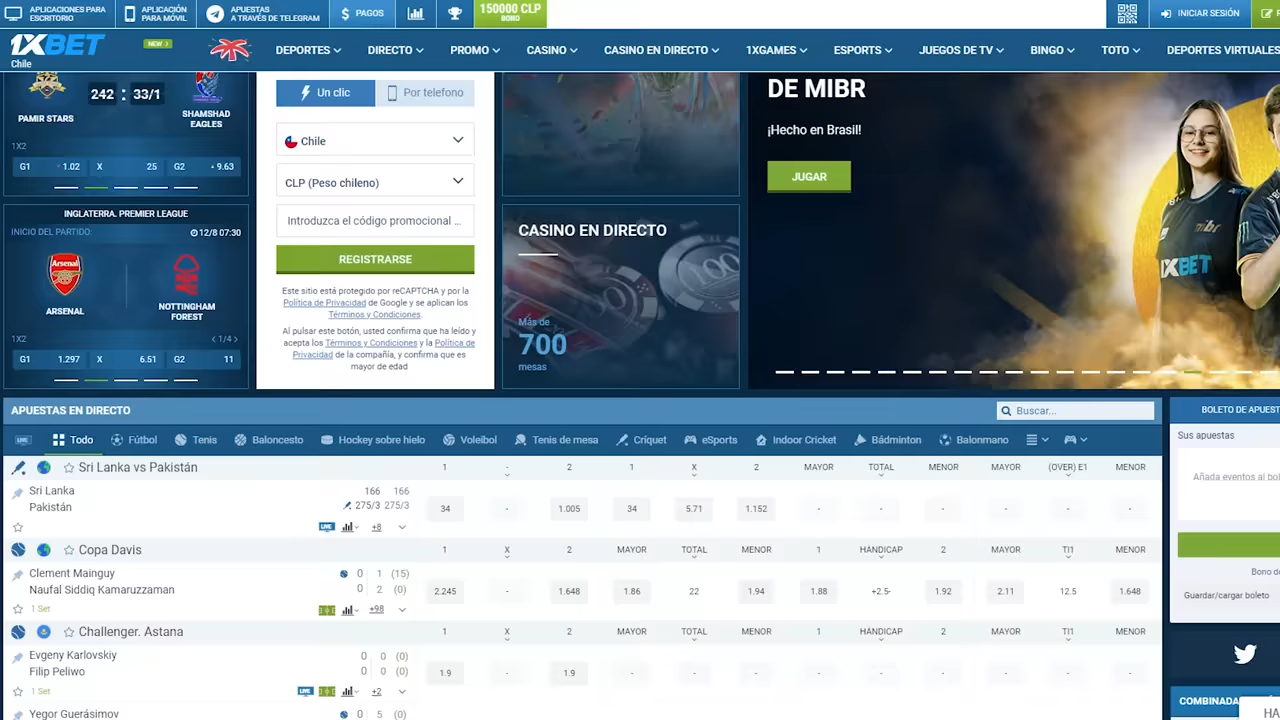 APLICACIONES PARA
ESCRITORIO
APLICACIÓN
PARA MÓVIL
APUESTAS
A TRAVÉS DE TELEGRAM
$ PAGOS
150000 CLP
BONO
INICIAR SESIÓN
1XBET
Chile
NEW
DEPORTES
DIRECTO
PROMO
CASINO
CASINO EN DIRECTO
1XGAMES
ESPORTS
JUEGOS DE TV
BINGO
TOTO
DEPORTES VIRTUALES
242 : 33/1
PAMIR STARS
SHAMSHAD
EAGLES
1X2
G1 1.02 X 25 G2 9.63
INGLATERRA. PREMIER LEAGUE
INICIO DEL PARTIDO: 12/8 07:30
Arsenal
ARSENAL
NOTTINGHAM
FOREST
1X2 < 1/4 >
G1 1.297 X 6.51 G2 11
Un clic
Por telefono
Chile
CLP (Peso chileno)
Introduzca el código promocional ...
REGISTRARSE
Este sitio está protegido por reCAPTCHA y por la
Política de Privacidad de Google y se aplican los
Términos y Condiciones.
Al pulsar este botón, usted confirma que ha leído y
acepta los Términos y Condiciones y la Política de
Privacidad de la compañía, y confirma que es
mayor de edad
CASINO EN DIRECTO
Más de
700
mesas
DE MIBR
¡Hecho en Brasil!
JUGAR
mibr
1XBET
APUESTAS EN DIRECTO
Buscar...
LIVE
Todo
Fútbol
Tenis
Baloncesto
Hockey sobre hielo
Voleibol
Tenis de mesa
Críquet
eSports
Indoor Cricket
Bádminton
Balonmano
Sri Lanka vs Pakistán 1 - 2 1 X 2 MAYOR TOTAL MENOR MAYOR (OVER) E1 MENOR
Sri Lanka 166 166
Pakistán 275/3 275/3
34 - 1.005 34 5.71 1.152 - - - - - -
LIVE +8
Copa Davis 1 X 2 MAYOR TOTAL MENOR 1 HÁNDICAP 2 MAYOR TI1 MENOR
Clement Mainguy 0 1 (15)
Naufal Siddiq Kamaruzzaman 0 2 (0)
2.245 - 1.648 1.86 22 1.94 1.88 +2.5- 1.92 2.11 12.5 1.648
1 Set +98
Challenger. Astana 1 X 2 MAYOR TOTAL MENOR 1 HÁNDICAP 2 MAYOR TI1 MENOR
Evgeny Karlovskiy 0 0 (0)
Filip Peliwo 0 0 (0)
1.9 - 1.9 - - - - - - - - -
1 Set LIVE +2
Yegor Guerásimov 0 5 (0)
BOLETO DE APUEST
Sus apuestas
Añada eventos al bol
Bono de
Guardar/cargar boleto
COMBINADA
HA